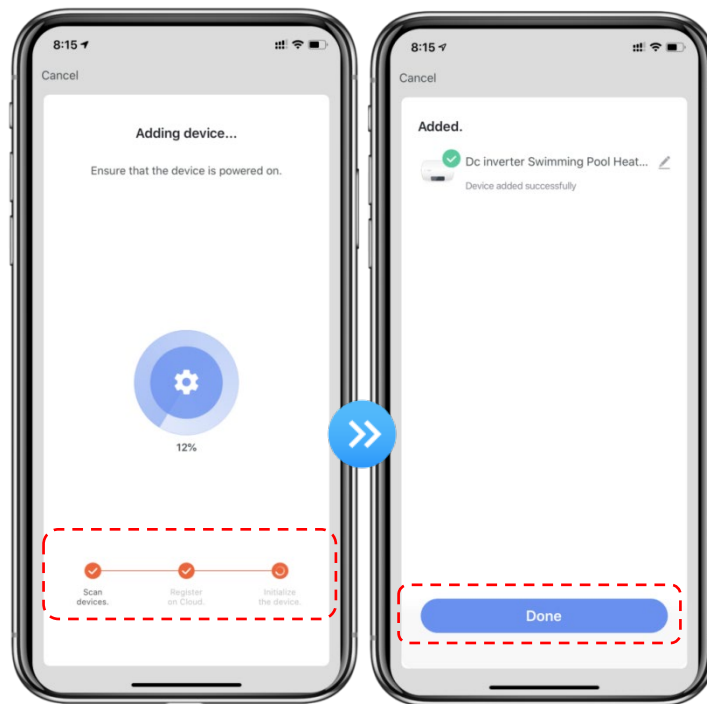 8:15
Cancel
Adding device...
Ensure that the device is powered on.
12%
Scan
devices.
Register
on Cloud.
Initialize
the device.
8:15
Cancel
Added.
Dc inverter Swimming Pool Heat...
Device added successfully
Done